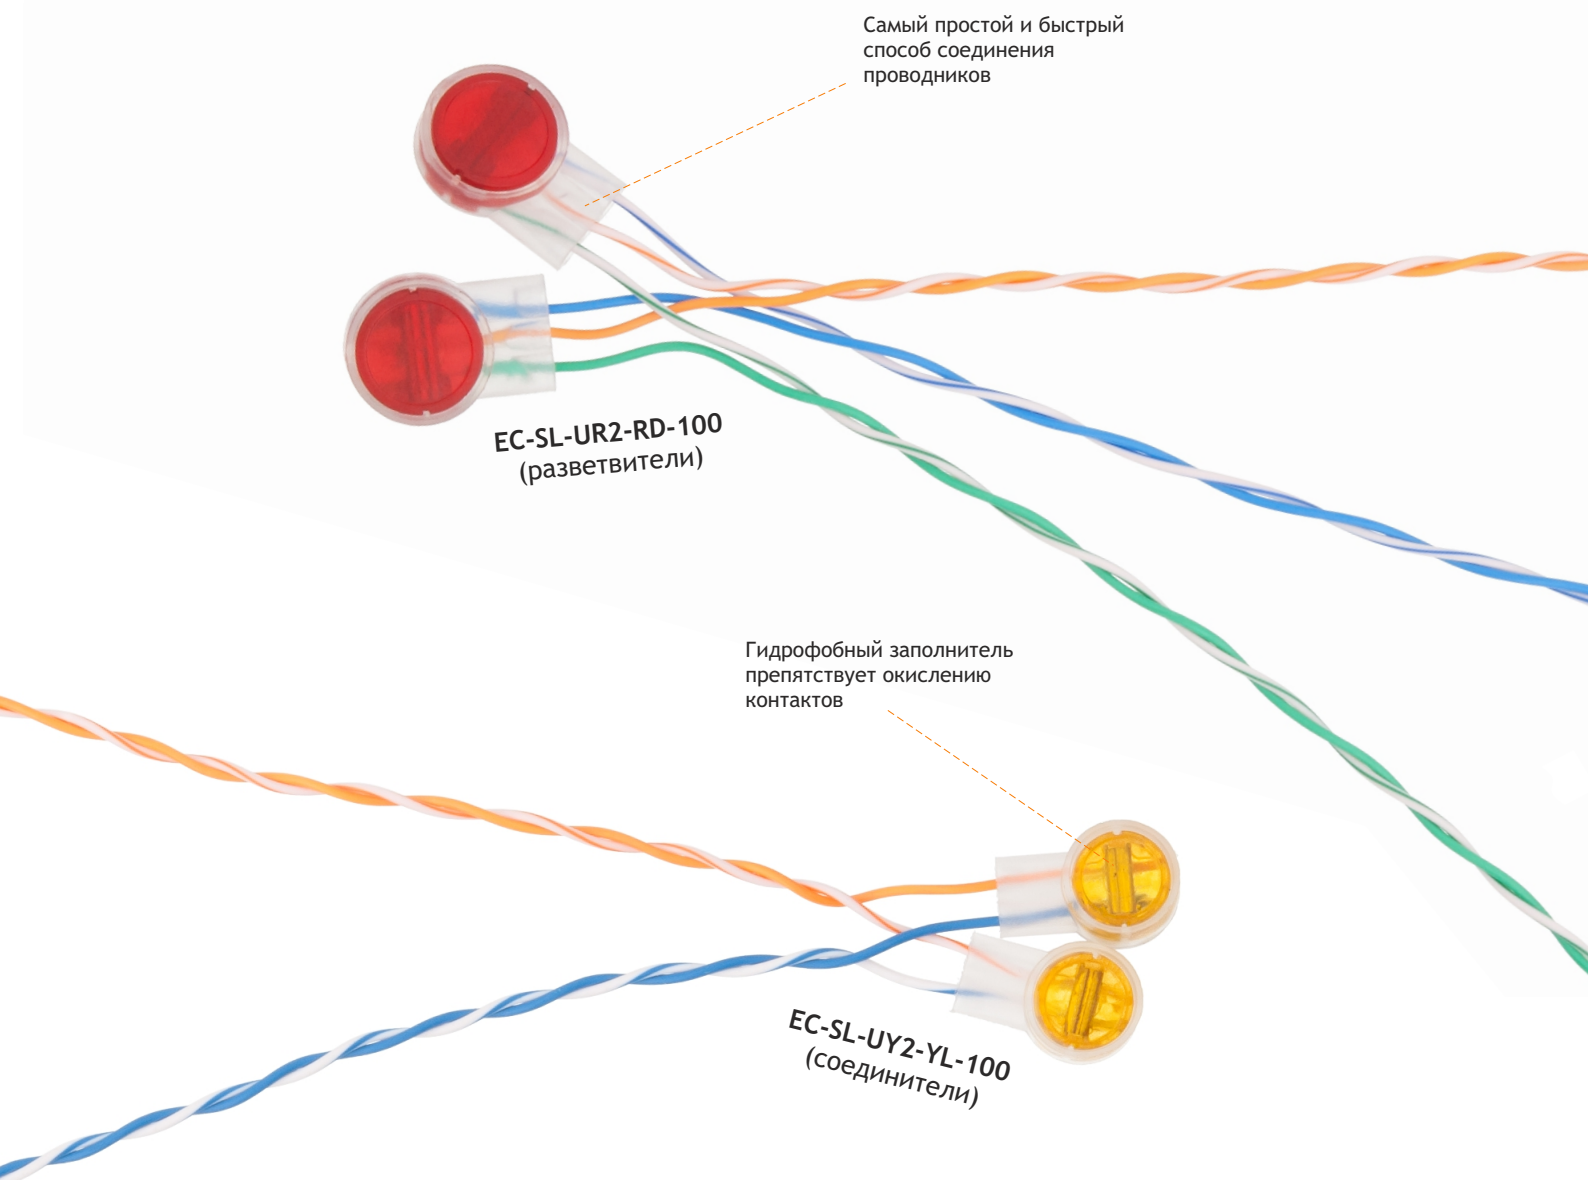 Самый простой и быстрый
способ соединения
проводников
EC-SL-UR2-RD-100
(разветвители)
Гидрофобный заполнитель
препятствует окислению
контактов
EC-SL-UY2-YL-100
(соединители)